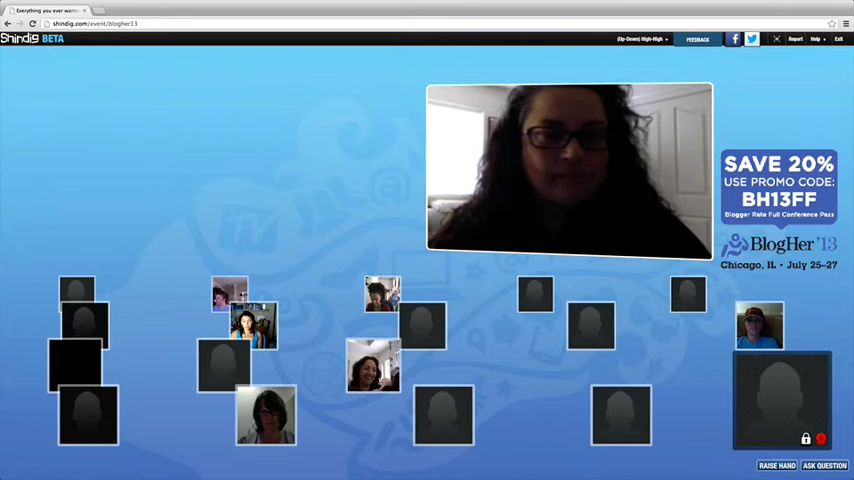 Everything you ever wan
shindig.com/event/blogher13
Shindig BETA
(Up-Down) High-High
FEEDBACK
Report
Help
Exit
SAVE 20%
USE PROMO CODE:
BH13FF
Blogger Rate Full Conference Pass
BlogHer '13
Chicago, IL • July 25-27
TV
@
RAISE HAND
ASK QUESTION